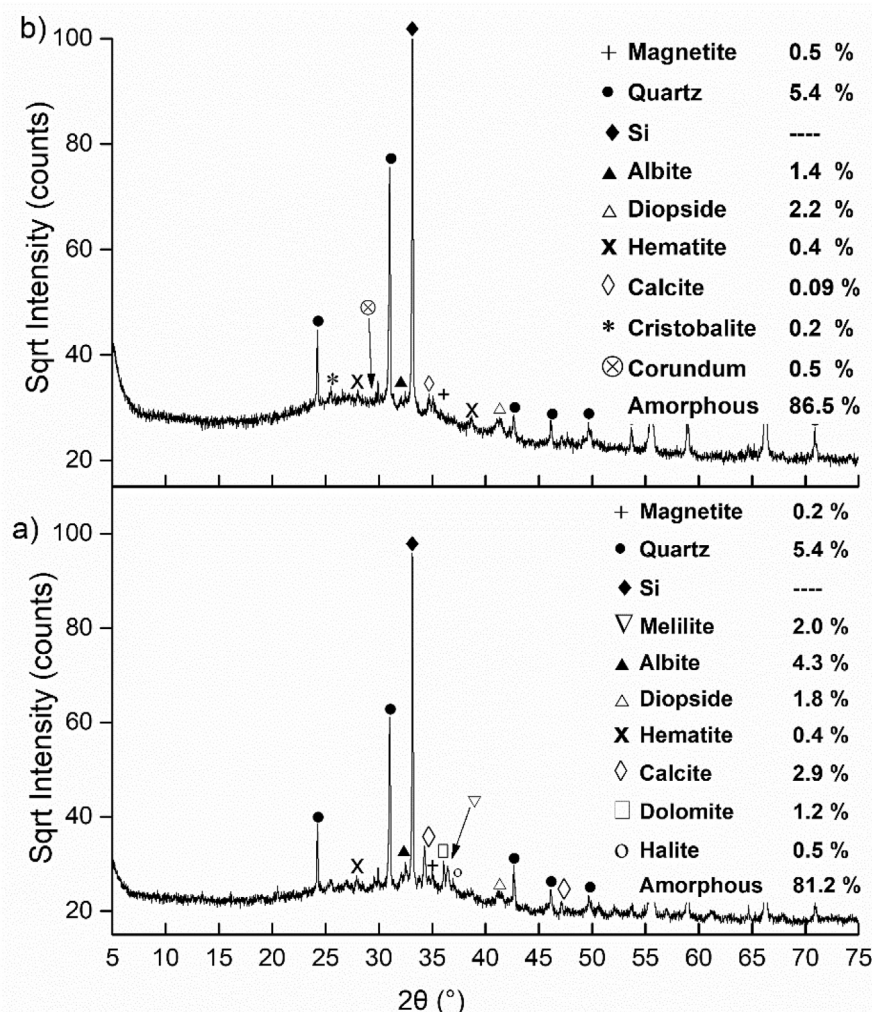 b)
Sqrt Intensity (counts)
100
80
60
40
20
+ Magnetite 0.5 %
● Quartz 5.4 %
◆ Si ----
▲ Albite 1.4 %
△ Diopside 2.2 %
X Hematite 0.4 %
◊ Calcite 0.09 %
* Cristobalite 0.2 %
⊗ Corundum 0.5 %
Amorphous 86.5 %
a)
Sqrt Intensity (counts)
100
80
60
40
20
+ Magnetite 0.2 %
● Quartz 5.4 %
◆ Si ----
▽ Melilite 2.0 %
▲ Albite 4.3 %
△ Diopside 1.8 %
X Hematite 0.4 %
◊ Calcite 2.9 %
□ Dolomite 1.2 %
o Halite 0.5 %
Amorphous 81.2 %
5 10 15 20 25 30 35 40 45 50 55 60 65 70 75
2θ (°)